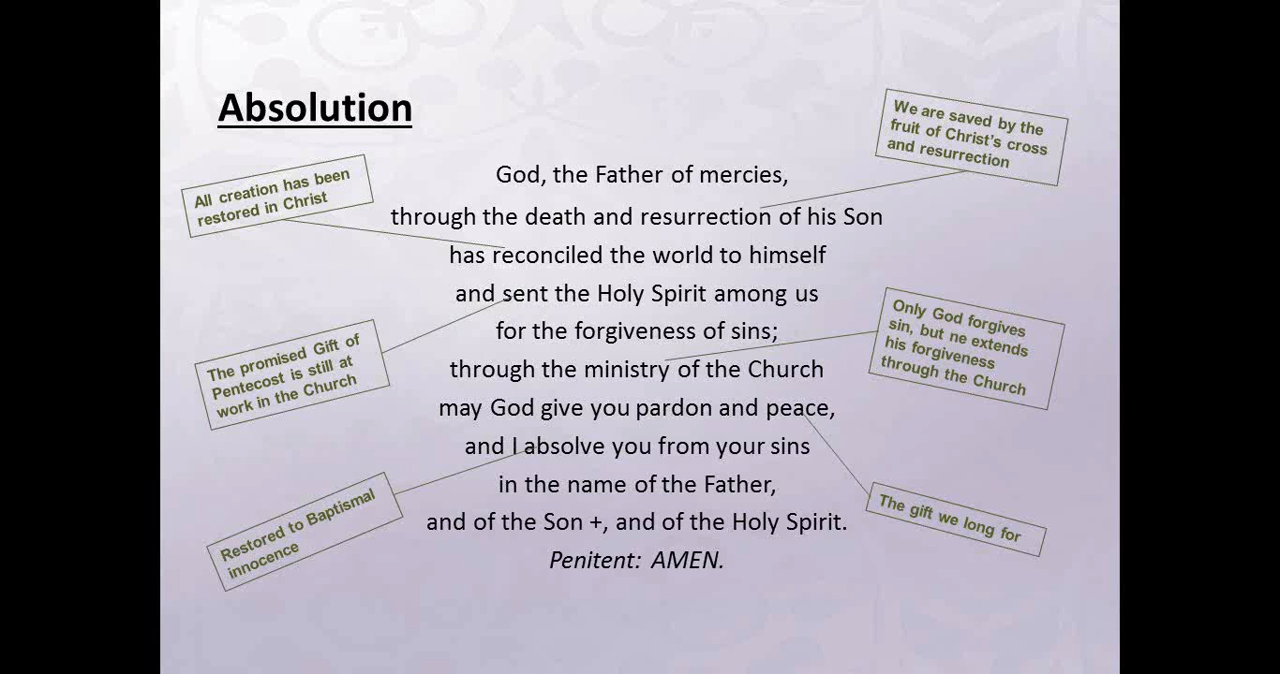 Absolution
We are saved by the
fruit of Christ's cross
and resurrection
All creation has been
restored in Christ
God, the Father of mercies,
through the death and resurrection of his Son
has reconciled the world to himself
and sent the Holy Spirit among us
for the forgiveness of sins;
through the ministry of the Church
may God give you pardon and peace,
and I absolve you from your sins
in the name of the Father,
and of the Son +, and of the Holy Spirit.
Penitent: AMEN.
Only God forgives
sin, but he extends
his forgiveness
through the Church
The promised Gift of
Pentecost is still at
work in the Church
Restored to Baptismal
innocence
The gift we long for